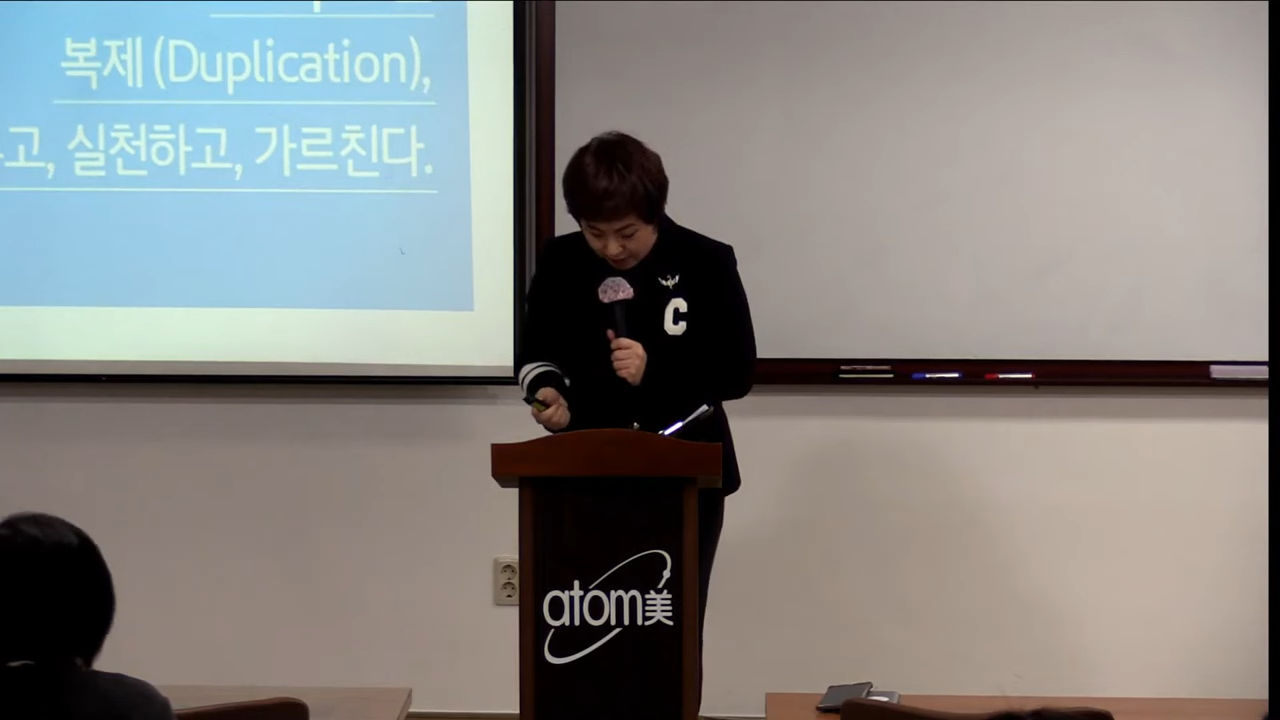 복제 (Duplication),
고, 실천하고, 가르친다.
C
atom美